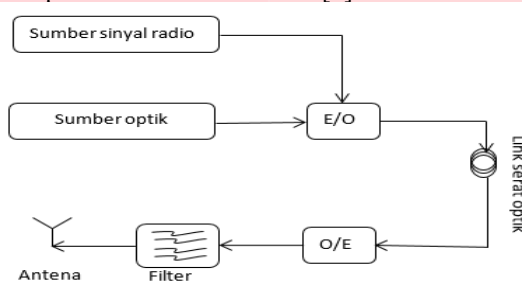 Sumber sinyal radio
Sumber optik
E/O
Link serat optik
O/E
Antena
Filter